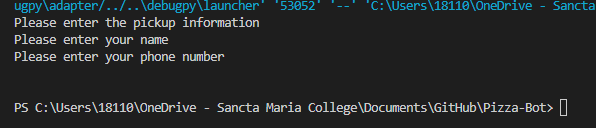 ugpy\adapter/../..\debugpy\launcher' '53052' '--' 'C:\Users\18110\OneDrive - Sancta
Please enter the pickup information
Please enter your name
Please enter your phone number
PS C:\Users\18110\OneDrive - Sancta Maria College\Documents\GitHub\Pizza-Bot>